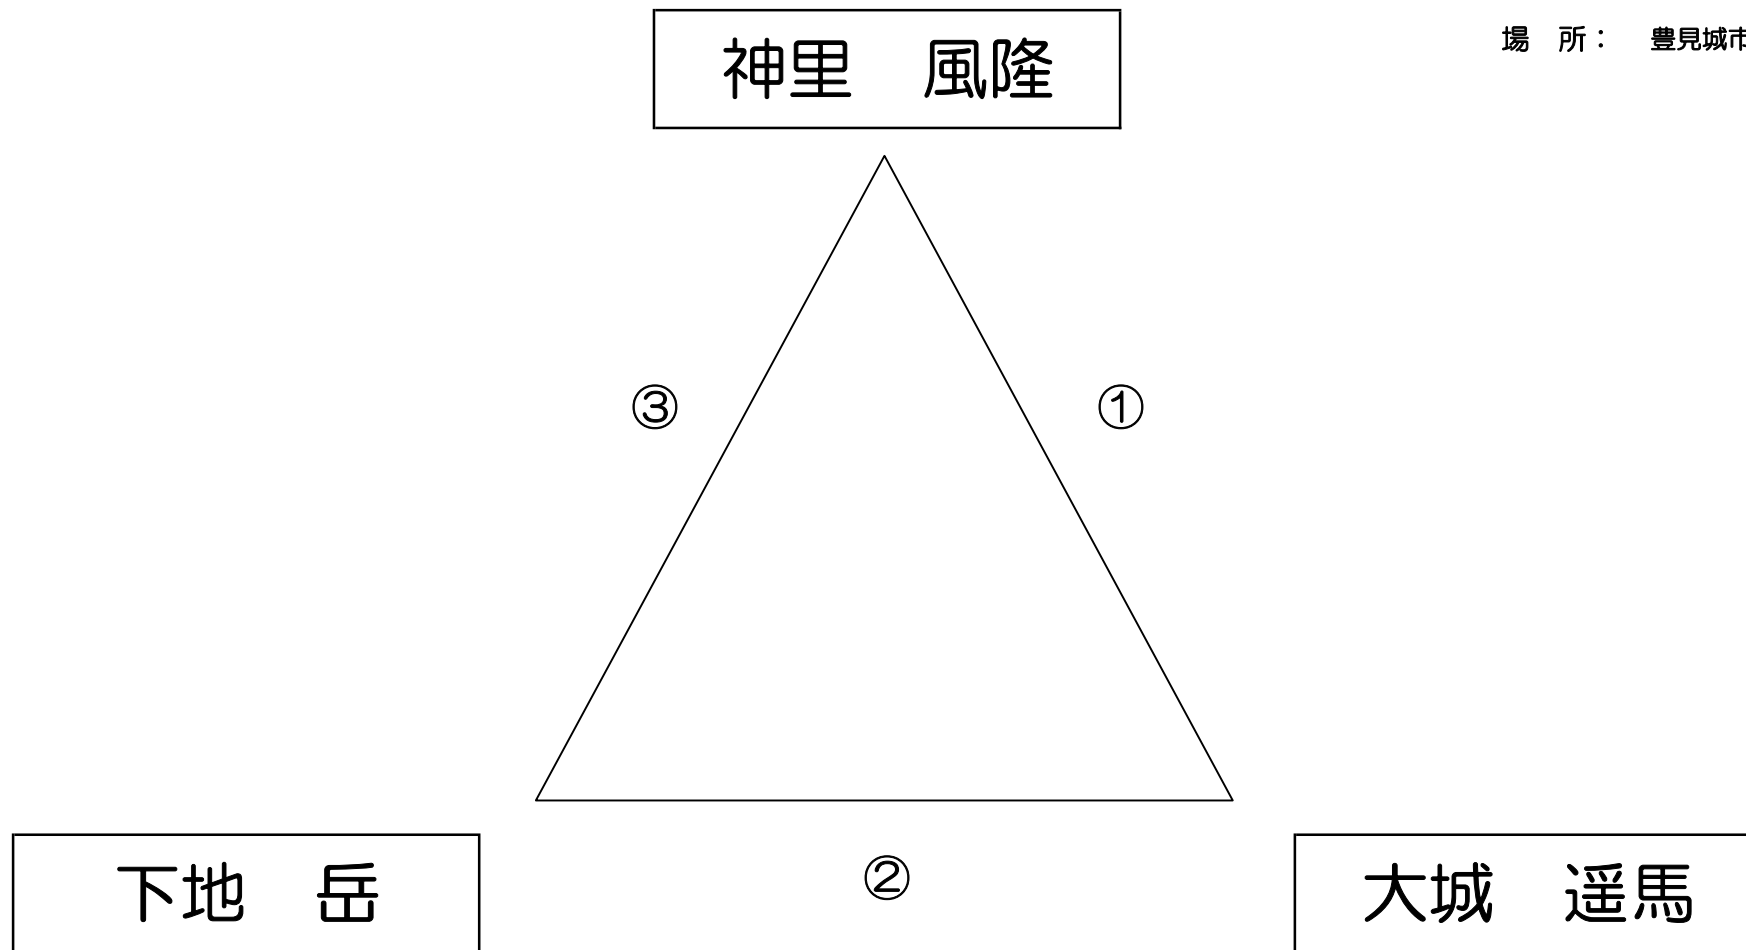 神里　風隆
場　所：　豊見城市
③
①
②
下地　岳
大城　遥馬